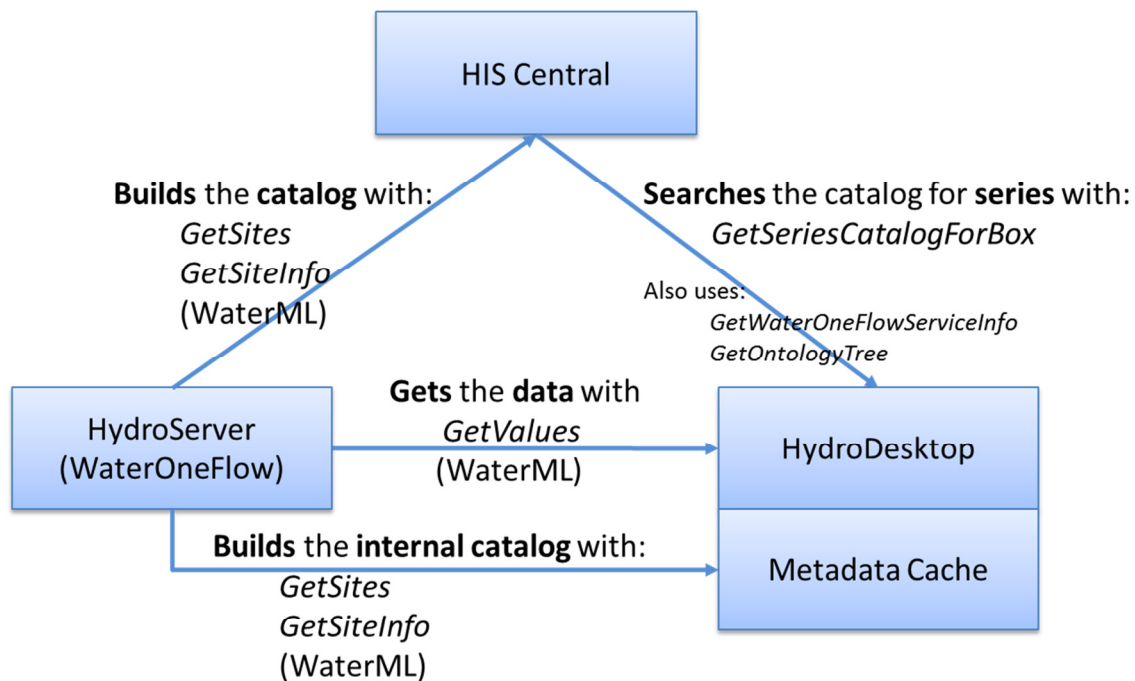 HIS Central
Builds the catalog with:
GetSites
GetSiteInfo
(WaterML)
Searches the catalog for series with:
GetSeriesCatalogForBox
Also uses:
GetWaterOneFlowServiceInfo
GetOntologyTree
HydroServer
(WaterOneFlow)
Gets the data with
GetValues
(WaterML)
HydroDesktop
Builds the internal catalog with:
GetSites
GetSiteInfo
(WaterML)
Metadata Cache